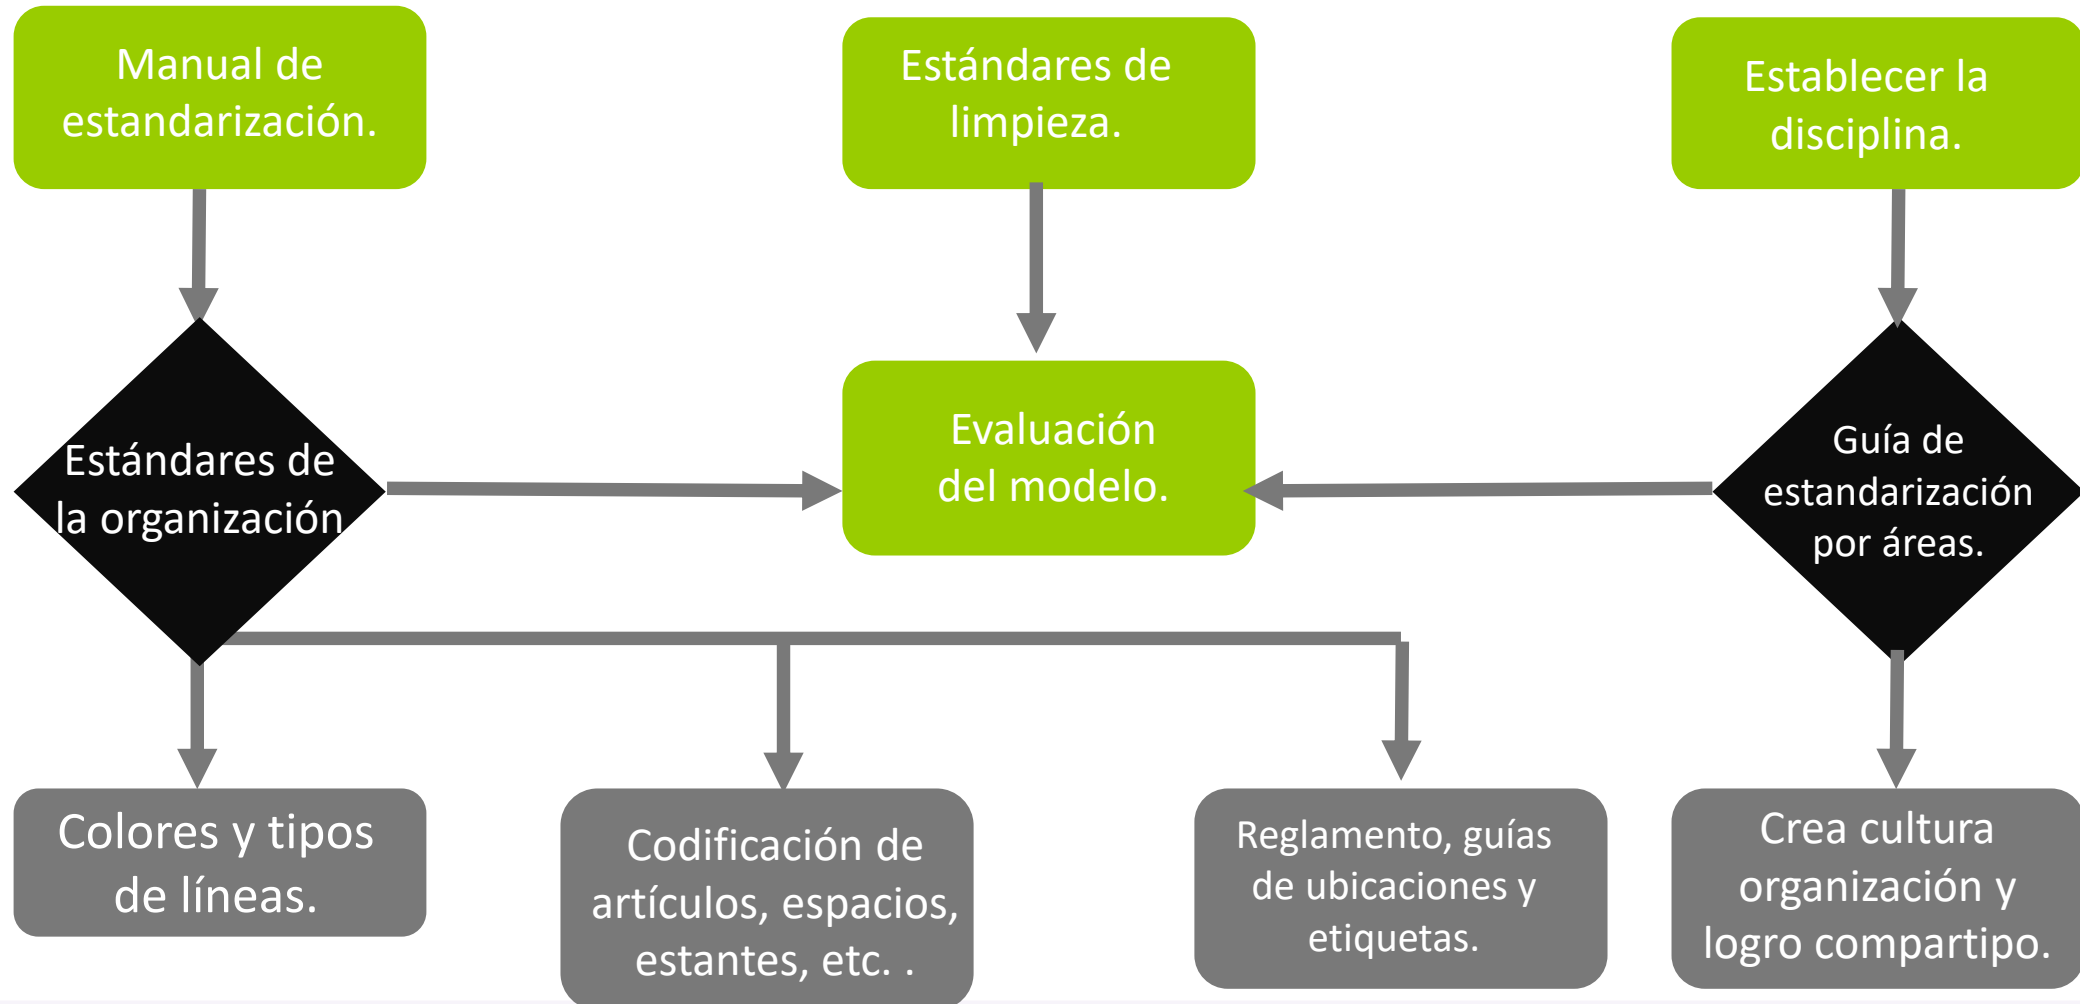 Manual de
estandarización.
Estándares de
limpieza.
Establecer la
disciplina.
Estándares de
la organización
Evaluación
del modelo.
Guía de
estandarización
por áreas.
Colores y tipos
de líneas.
Codificación de
artículos, espacios,
estantes, etc. .
Reglamento, guías
de ubicaciones y
etiquetas.
Crea cultura
organización y
logro compartipo.